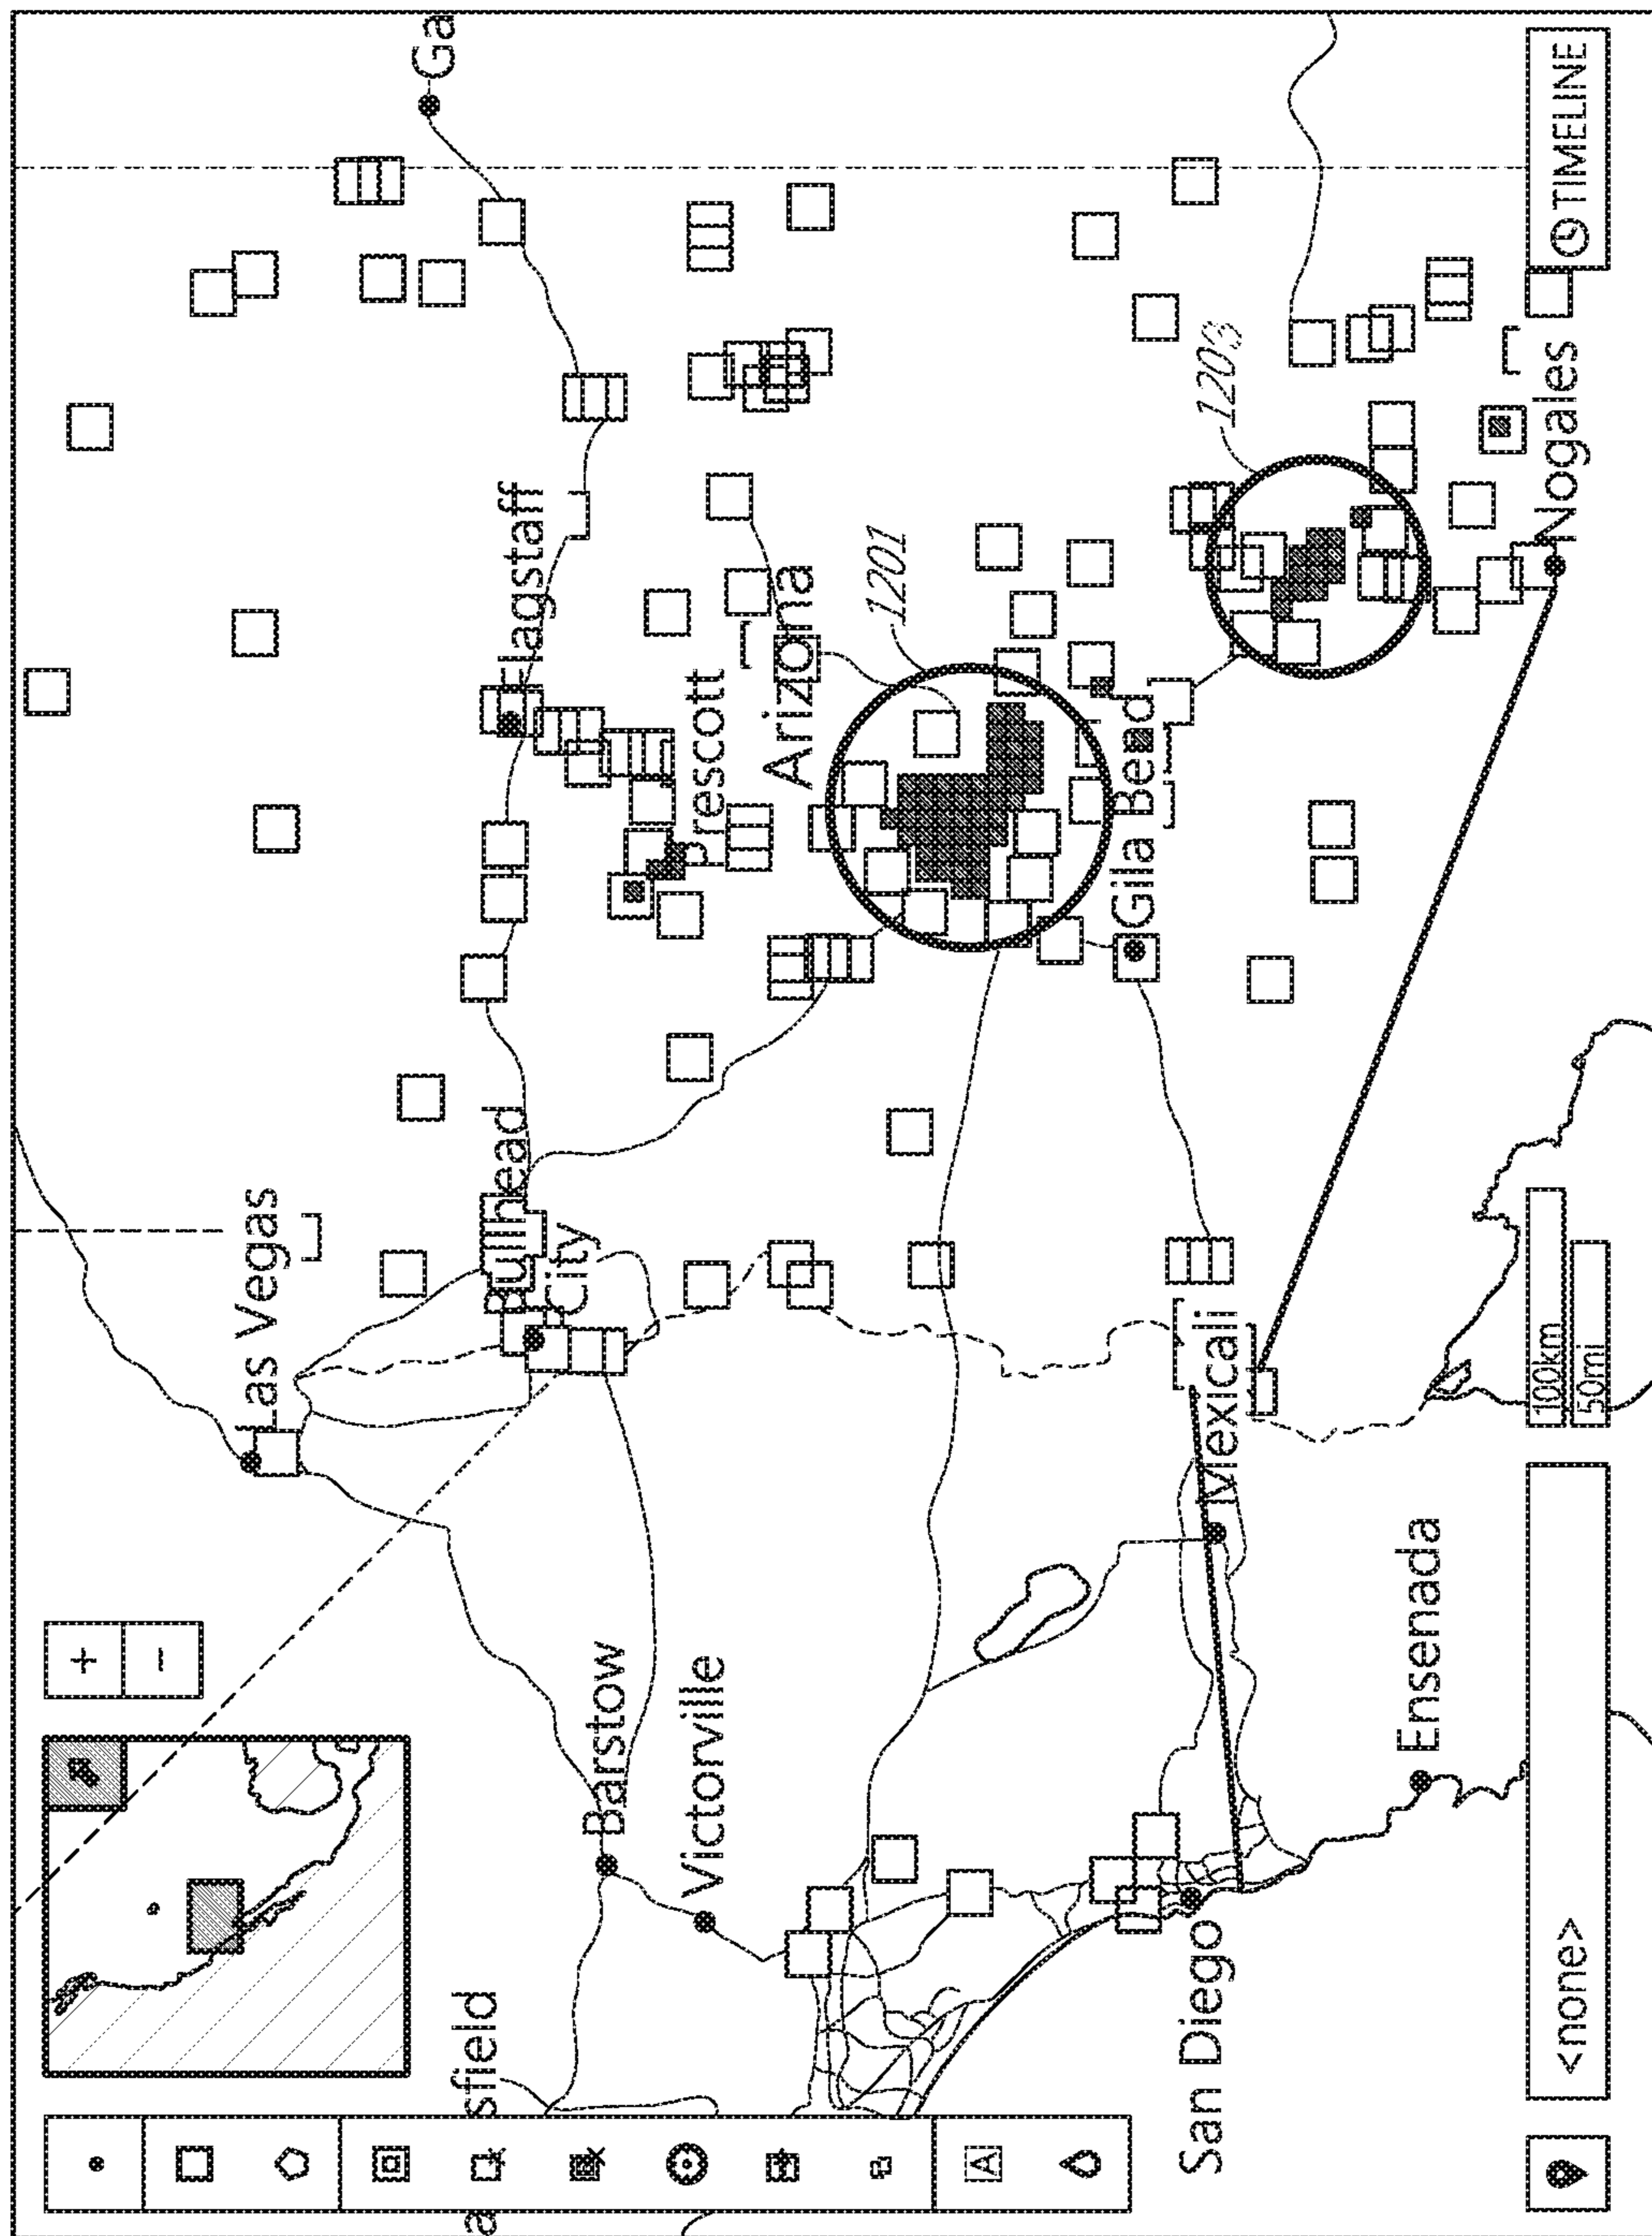 +
−
Las Vegas
Ga
Flagstaff
Bullhead
City
Barstow
sfield
a
Prescott
Victorville
Arizona
1201
Gila Bend
1203
Mexicali
San Diego
Ensenada
Nogales
A
<none>
100km
50mi
TIMELINE